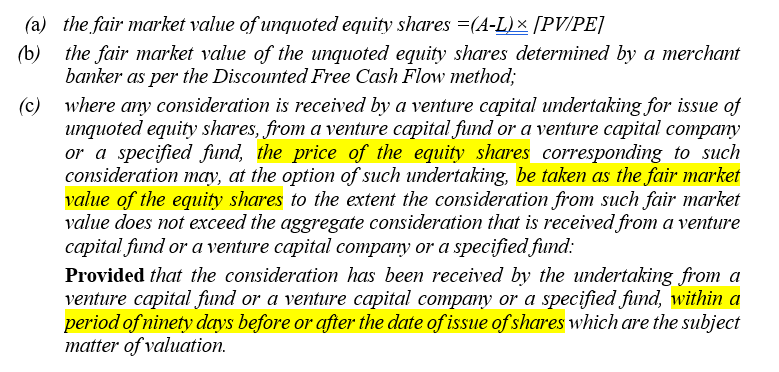 (a) the fair market value of unquoted equity shares =(A-L)× [PV/PE]
(b) the fair market value of the unquoted equity shares determined by a merchant
banker as per the Discounted Free Cash Flow method;
(c) where any consideration is received by a venture capital undertaking for issue of
unquoted equity shares, from a venture capital fund or a venture capital company
or a specified fund, the price of the equity shares corresponding to such
consideration may, at the option of such undertaking, be taken as the fair market
value of the equity shares to the extent the consideration from such fair market
value does not exceed the aggregate consideration that is received from a venture
capital fund or a venture capital company or a specified fund:
Provided that the consideration has been received by the undertaking from a
venture capital fund or a venture capital company or a specified fund, within a
period of ninety days before or after the date of issue of shares which are the subject
matter of valuation.